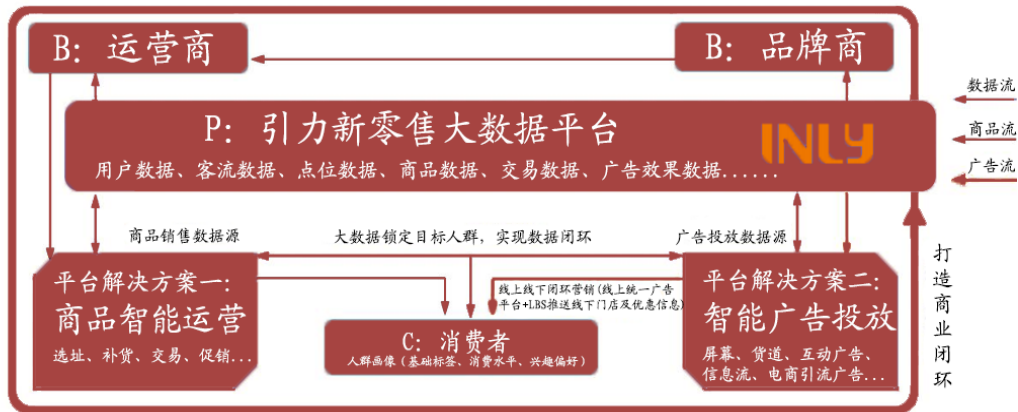 B：运营商
B：品牌商
P：引力新零售大数据平台
INLY
用户数据、客流数据、点位数据、商品数据、交易数据、广告效果数据......
数据流
商品流
广告流
商品销售数据源
大数据锁定目标人群，实现数据闭环
广告投放数据源
平台解决方案一：
商品智能运营
选址、补货、交易、促销...
线上线下闭环营销(线上统一广告
平台+LBS推送线下门店及优惠信息)
C：消费者
人群画像（基础标签、消费水平、兴趣偏好）
平台解决方案二：
智能广告投放
屏幕、货道、互动广告、
信息流、电商引流广告...
打造商业闭环